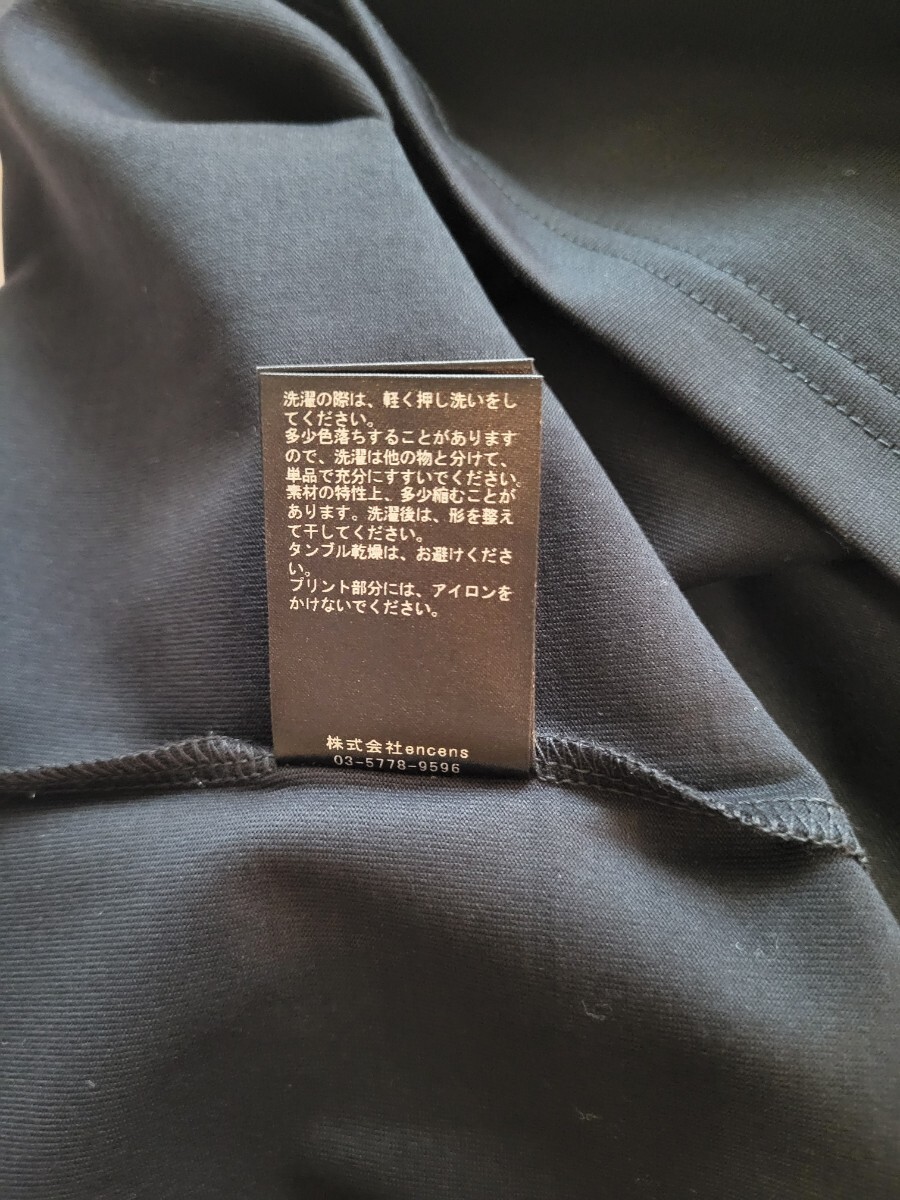 洗濯の際は、軽く押し洗いをし
てください。
多少色落ちすることがあります
ので、洗濯は他の物と分けて、
単品で充分にすすいでください。
素材の特性上、多少縮むことが
あります。洗濯後は、形を整え
て干してください。
タンブル乾燥は、お避けくださ
い。
プリント部分には、アイロンを
かけないでください。
株式会社encens
03-5778-9596